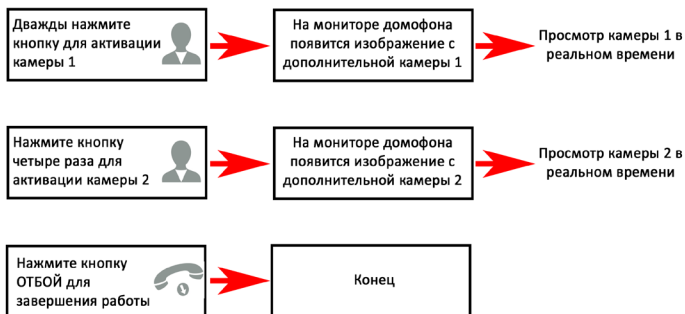 Дважды нажмите
кнопку для активации
камеры 1
На мониторе домофона
появится изображение с
дополнительной камеры 1
Просмотр камеры 1 в
реальном времени
Нажмите кнопку
четыре раза для
активации камеры 2
На мониторе домофона
появится изображение с
дополнительной камеры 2
Просмотр камеры 2 в
реальном времени
Нажмите кнопку
ОТБОЙ для
завершения работы
Конец